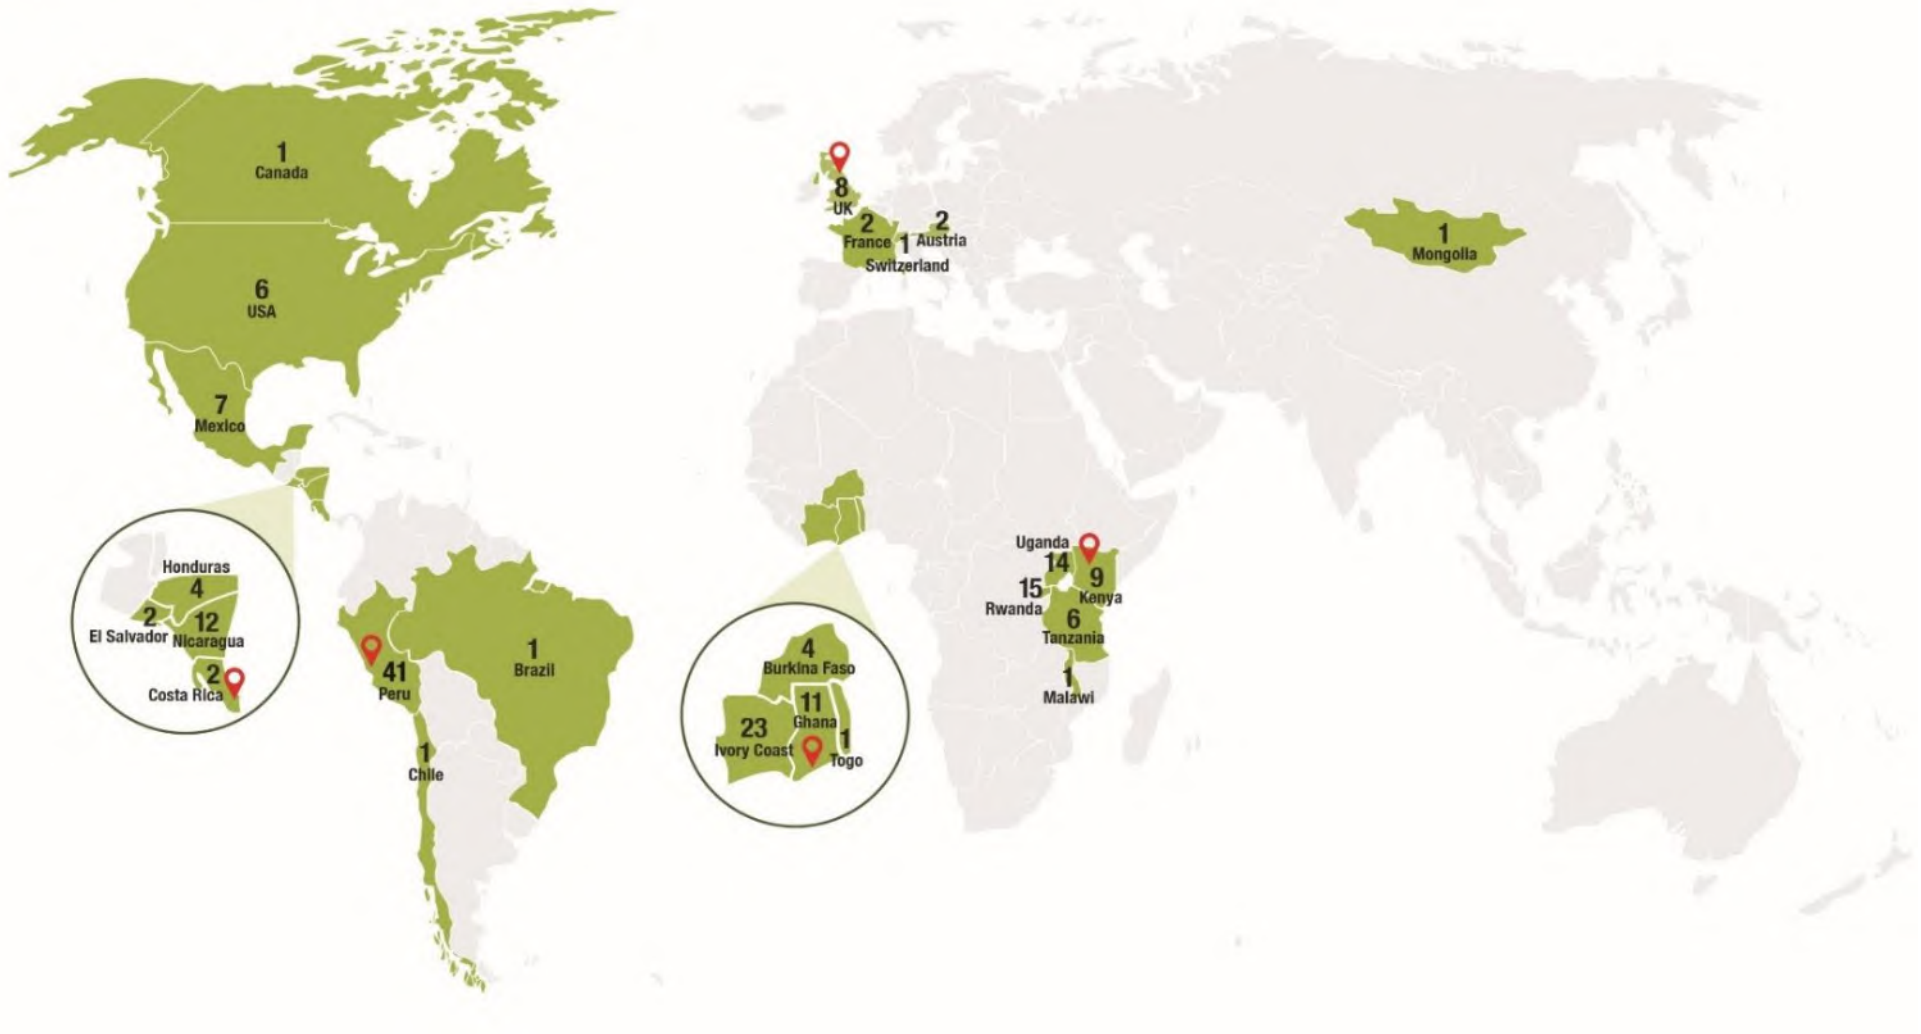 1
Canada
6
USA
7
Mexico
Honduras
4
2
El Salvador
12
Nicaragua
2
Costa Rica
41
Peru
1
Brazil
1
Chile
8
UK
2
France
1
Switzerland
2
Austria
1
Mongolia
4
Burkina Faso
23
Ivory Coast
11
Ghana
1
Togo
Uganda
14
9
Kenya
15
Rwanda
6
Tanzania
1
Malawi